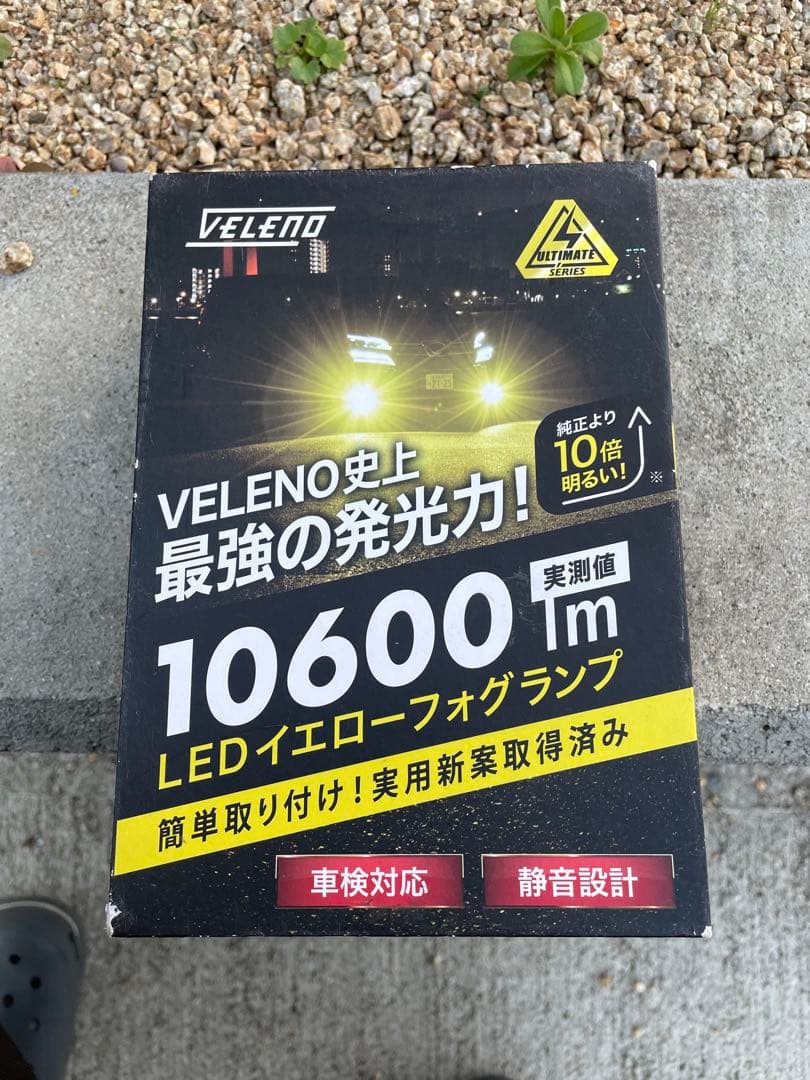 VELENO
ULTIMATE
SERIES
純正より
10倍
明るい!
※
VELENO史上
最強の発光力!
実測値
10600lm
LEDイエローフォグランプ
簡単取り付け!実用新案取得済み
車検対応
静音設計